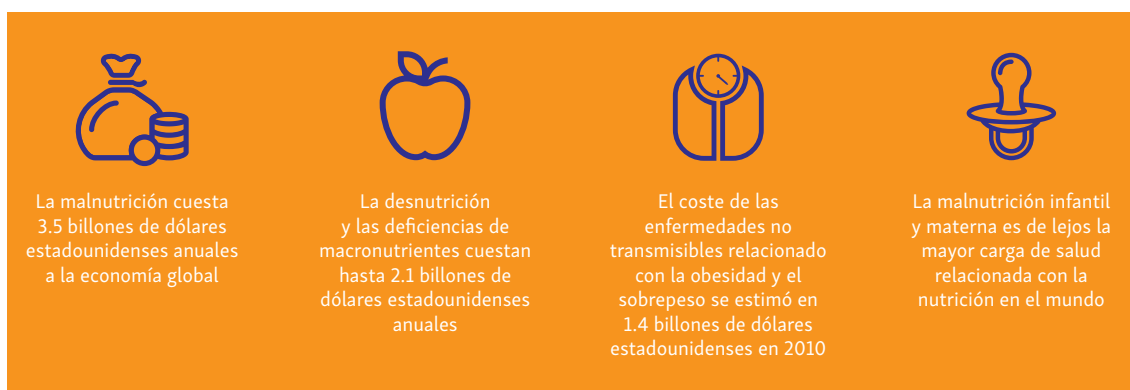 La malnutrición cuesta
3.5 billones de dólares
estadounidenses anuales
a la economía global
La desnutrición
y las deficiencias de
macronutrientes cuestan
hasta 2.1 billones de
dólares estadounidenses
anuales
El coste de las
enfermedades no
transmisibles relacionado
con la obesidad y el
sobrepeso se estimó en
1.4 billones de dólares
estadounidenses en 2010
La malnutrición infantil
y materna es de lejos la
mayor carga de salud
relacionada con la
nutrición en el mundo